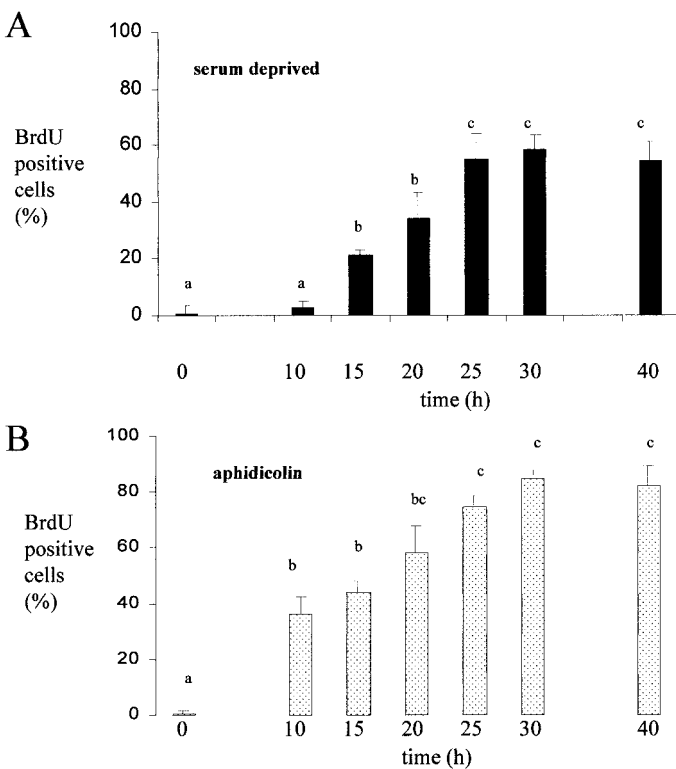 A
100
serum deprived
80
BrdU
positive
cells
(%)
60
40
20
0
a
a
b
b
c
c
c
0 10 15 20 25 30 40
time (h)
B
100
aphidicolin
80
BrdU
positive
cells
(%)
60
40
20
0
a
b
b
bc
c
c
c
0 10 15 20 25 30 40
time (h)